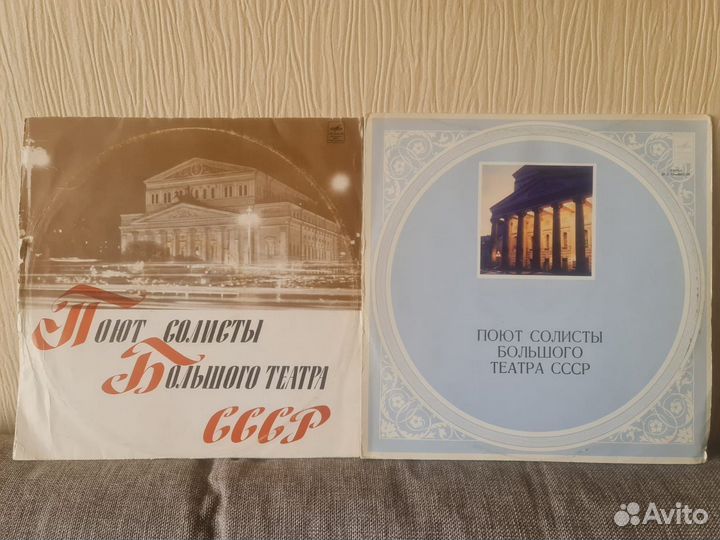 Поют солисты
Большого театра
СССР
ПОЮТ СОЛИСТЫ
БОЛЬШОГО
ТЕАТРА СССР
Avito